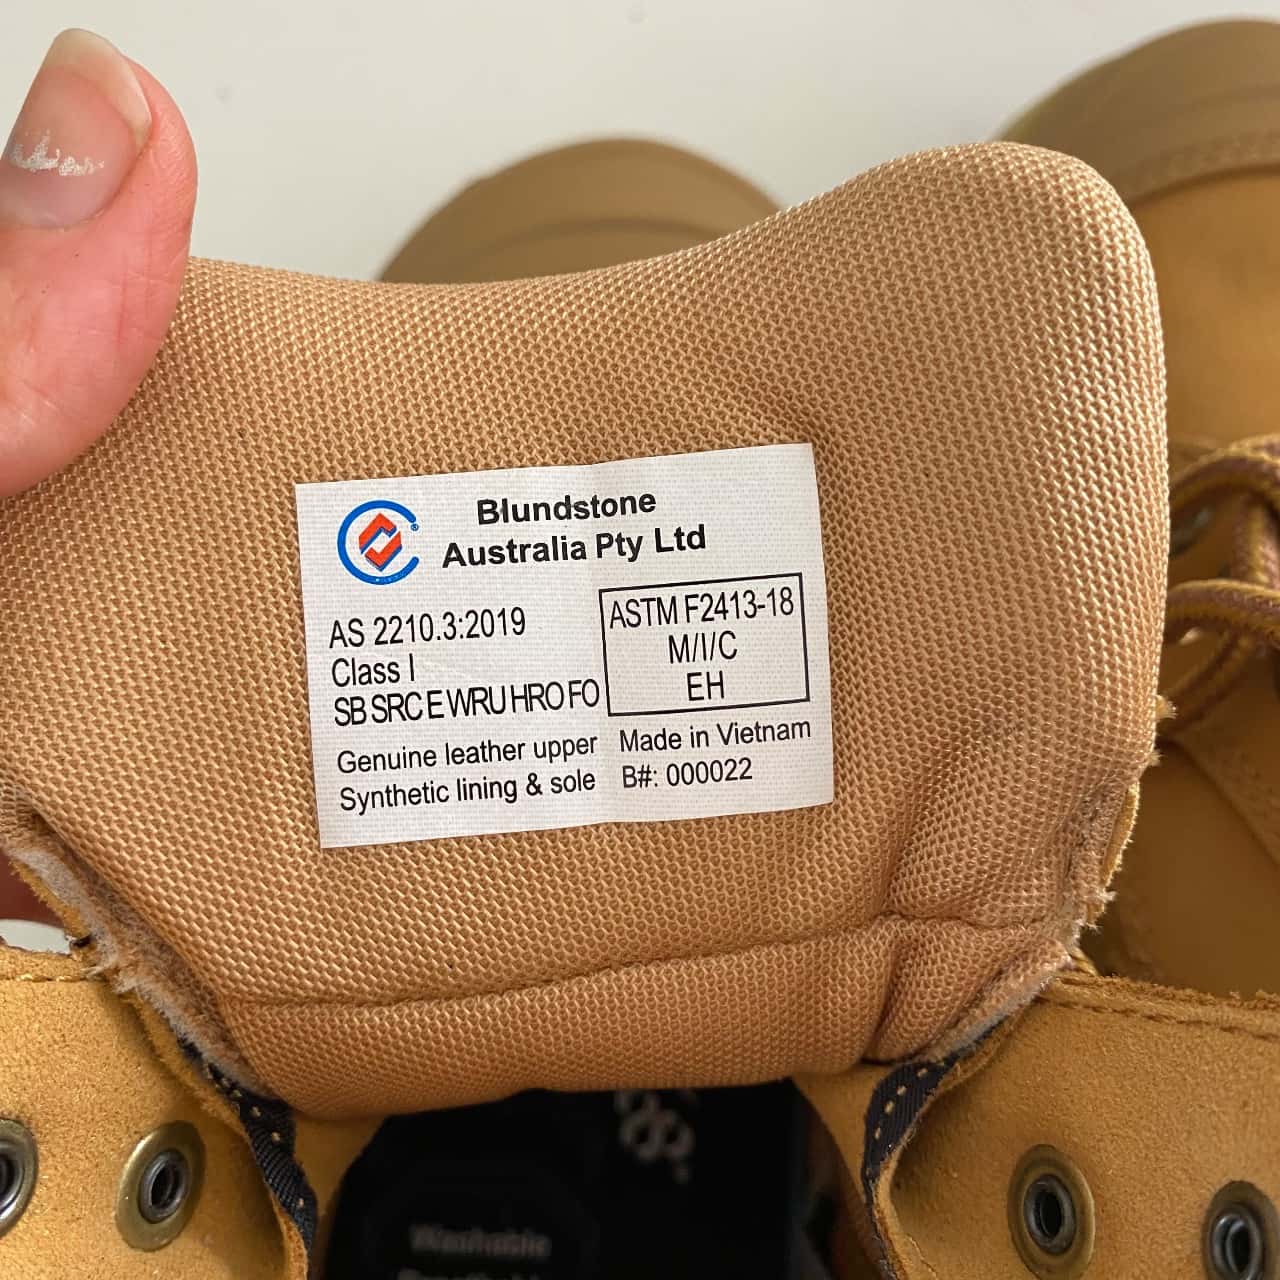 Blundstone
Australia Pty Ltd
AS 2210.3:2019
Class I
SB SRC E WRU HRO FO
Genuine leather upper
Synthetic lining & sole
ASTM F2413-18
M/I/C
EH
Made in Vietnam
B#: 000022
Washable